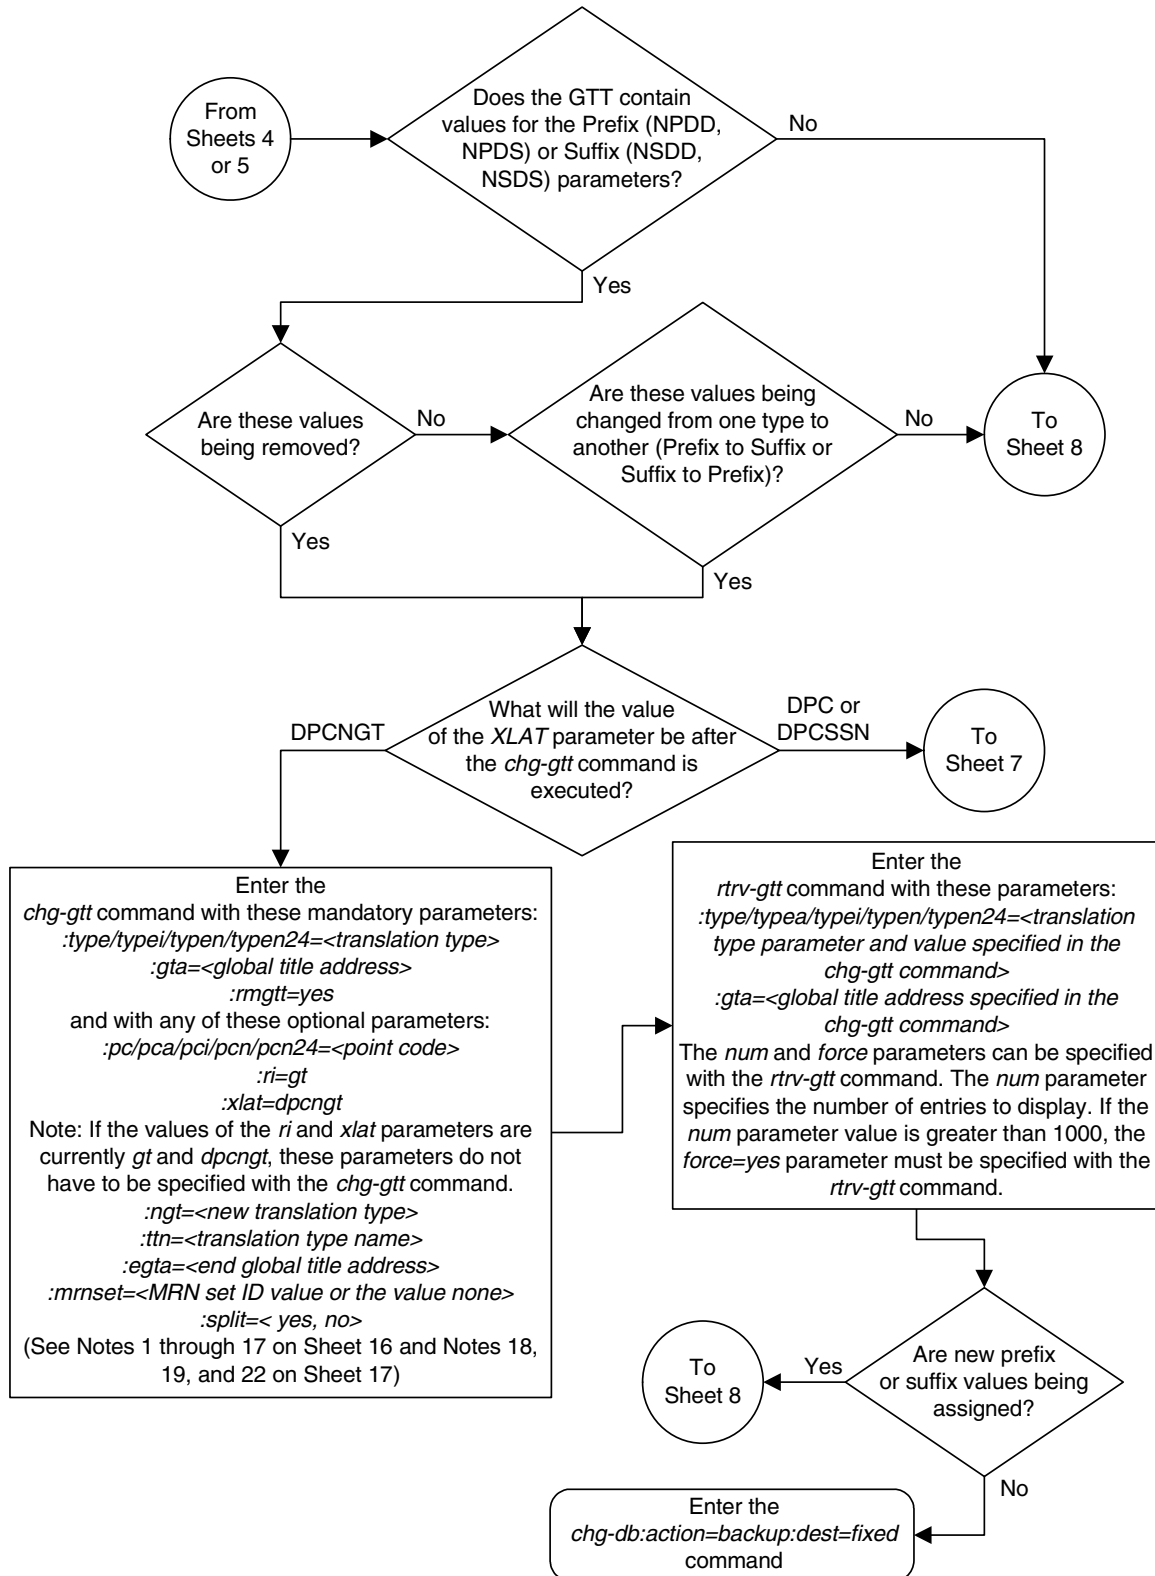 From
Sheets 4
or 5
Does the GTT contain
values for the Prefix (NPDD,
NPDS) or Suffix (NSDD,
NSDS) parameters?
No
Yes
Are these values
being removed?
No
Are these values being
changed from one type to
another (Prefix to Suffix or
Suffix to Prefix)?
No
To
Sheet 8
Yes
Yes
What will the value
of the XLAT parameter be after
the chg-gtt command is
executed?
DPCNGT
DPC or
DPCSSN
To
Sheet 7
Enter the
chg-gtt command with these mandatory parameters:
:type/typei/typen/typen24=<translation type>
:gta=<global title address>
:rmgtt=yes
and with any of these optional parameters:
:pc/pca/pci/pcn/pcn24=<point code>
:ri=gt
:xlat=dpcngt
Note: If the values of the ri and xlat parameters are
currently gt and dpcngt, these parameters do not
have to be specified with the chg-gtt command.
:ngt=<new translation type>
:ttn=<translation type name>
:egta=<end global title address>
:mrnset=<MRN set ID value or the value none>
:split=< yes, no>
(See Notes 1 through 17 on Sheet 16 and Notes 18,
19, and 22 on Sheet 17)
Enter the
rtrv-gtt command with these parameters:
:type/typea/typei/typen/typen24=<translation
type parameter and value specified in the
chg-gtt command>
:gta=<global title address specified in the
chg-gtt command>
The num and force parameters can be specified
with the rtrv-gtt command. The num parameter
specifies the number of entries to display. If the
num parameter value is greater than 1000, the
force=yes parameter must be specified with the
rtrv-gtt command.
Are new prefix
or suffix values being
assigned?
Yes
To
Sheet 8
No
Enter the
chg-db:action=backup:dest=fixed
command